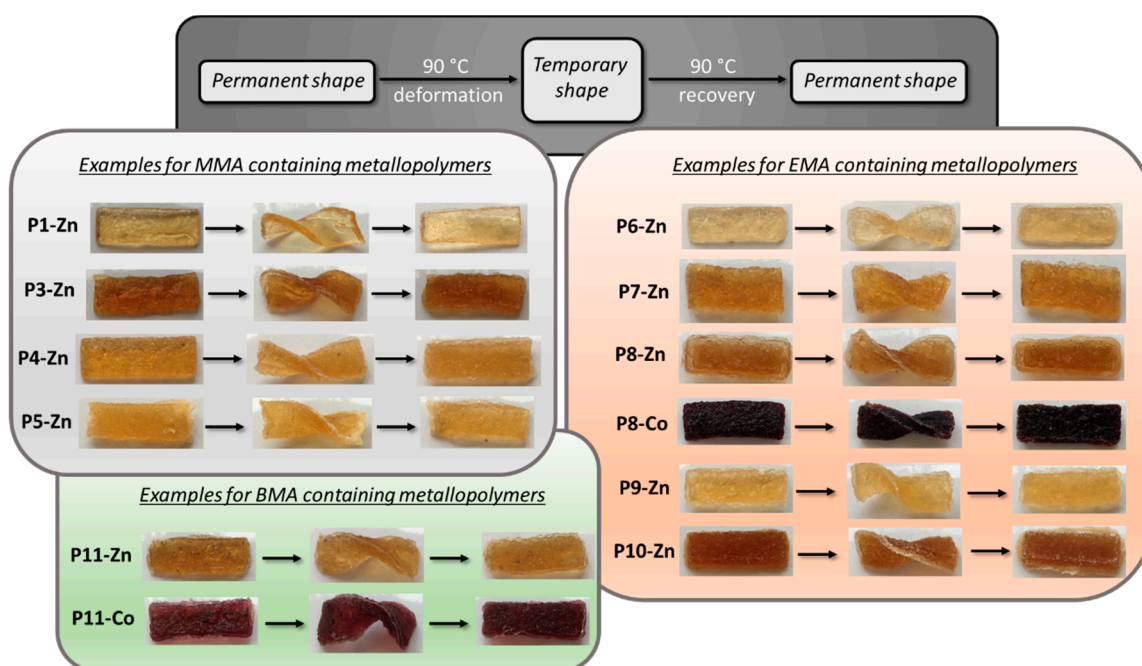 Permanent shape
90 °C
deformation
Temporary
shape
90 °C
recovery
Permanent shape
Examples for MMA containing metallopolymers
P1-Zn
P3-Zn
P4-Zn
P5-Zn
Examples for BMA containing metallopolymers
P11-Zn
P11-Co
Examples for EMA containing metallopolymers
P6-Zn
P7-Zn
P8-Zn
P8-Co
P9-Zn
P10-Zn